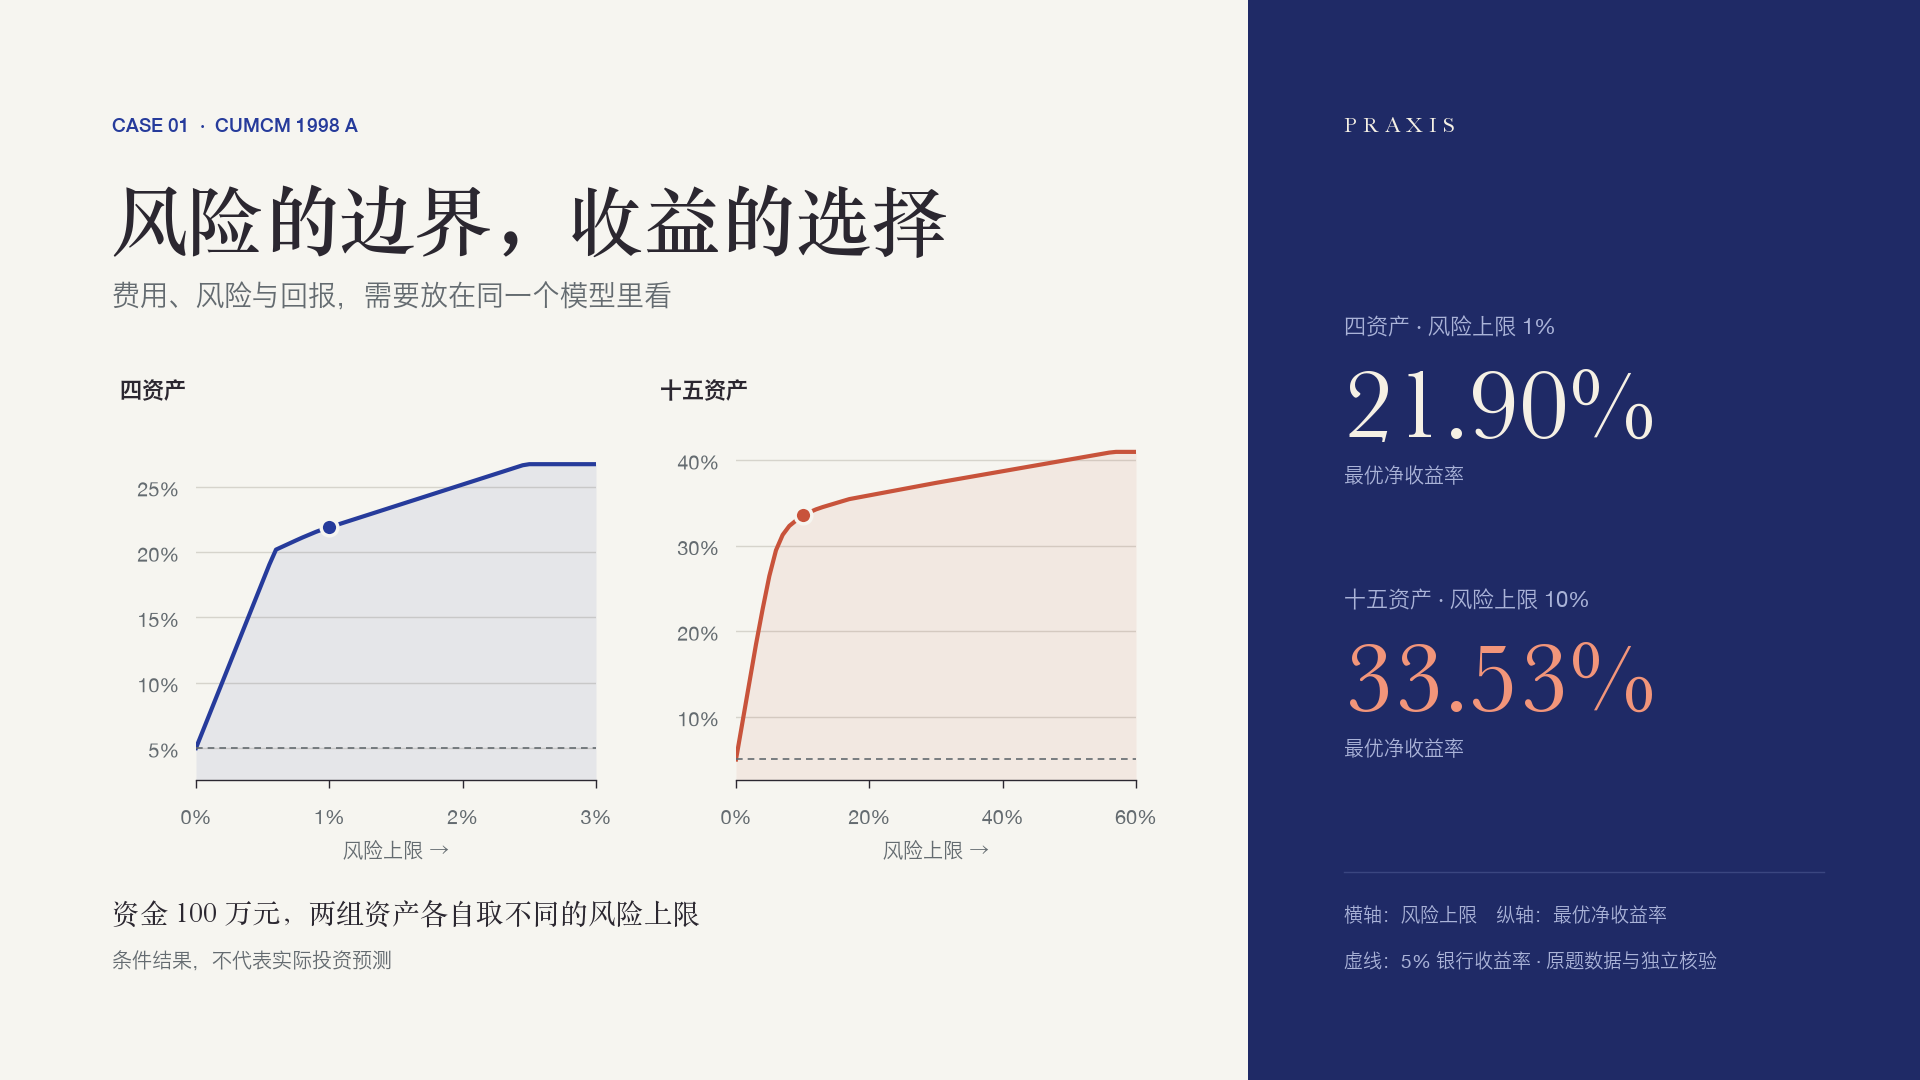 CASE 01 · CUMCM 1998 A
风险的边界，收益的选择
费用、风险与回报，需要放在同一个模型里看
四资产
25%
20%
15%
10%
5%
0% 1% 2% 3%
风险上限 →
十五资产
40%
30%
20%
10%
0% 20% 40% 60%
风险上限 →
资金 100 万元，两组资产各自取不同的风险上限
条件结果，不代表实际投资预测
PRAXIS
四资产 · 风险上限 1%
21.90%
最优净收益率
十五资产 · 风险上限 10%
33.53%
最优净收益率
横轴：风险上限 纵轴：最优净收益率
虚线：5% 银行收益率 · 原题数据与独立核验